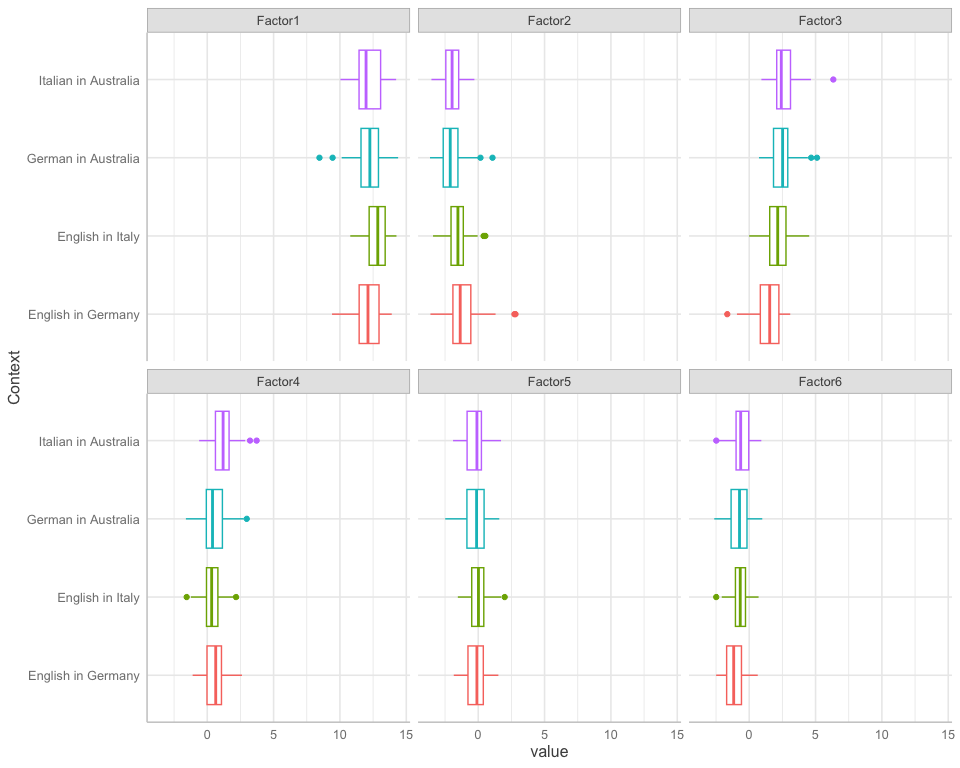 Factor1 Factor2 Factor3
Italian in Australia
German in Australia
English in Italy
English in Germany
Context
Factor4 Factor5 Factor6
Italian in Australia
German in Australia
English in Italy
English in Germany
0 5 10 15 0 5 10 15 0 5 10 15
value